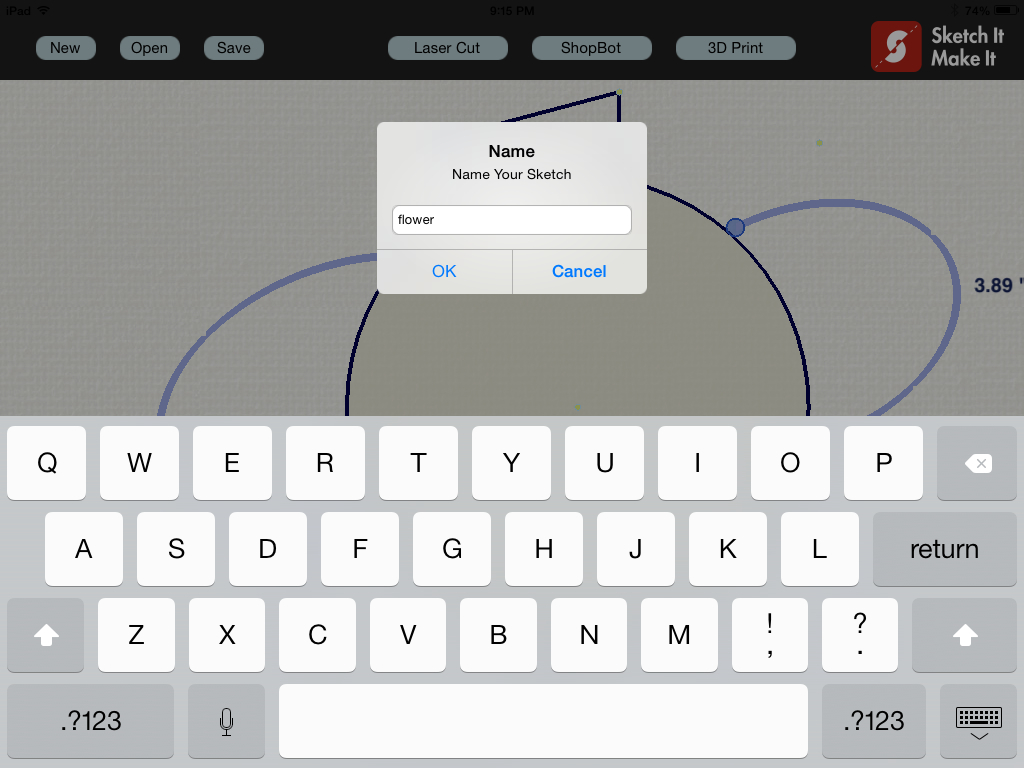 iPad 9:15 PM 74%
New Open Save Laser Cut ShopBot 3D Print
Sketch It
Make It
Name
Name Your Sketch
flower
OK Cancel
3.89 "
Q W E R T Y U I O P
A S D F G H J K L return
Z X C V B N M ! , ? .
.?123 .?123